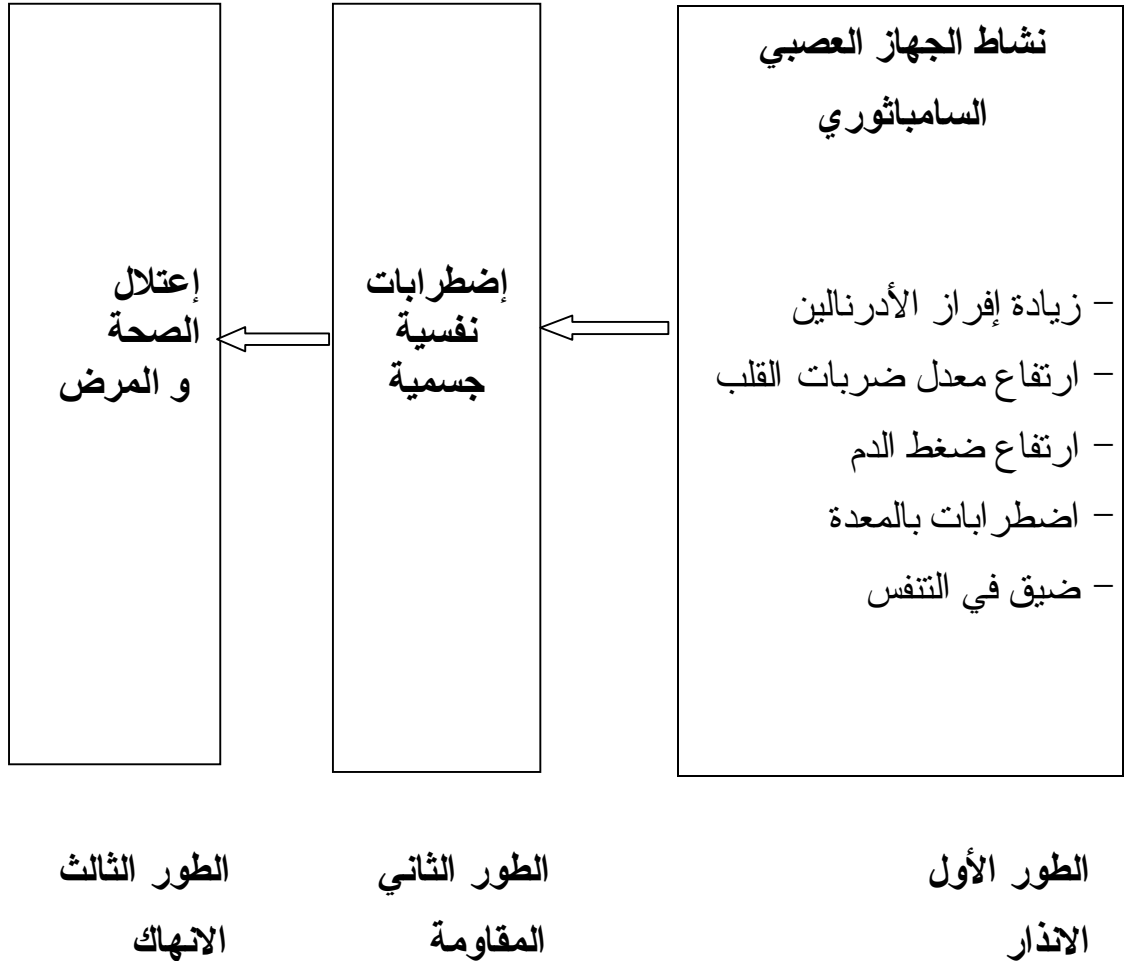 نشاط الجهاز العصبي
السامباثوري
– زيادة إفراز الأدرنالين
– ارتفاع معدل ضربات القلب
– ارتفاع ضغط الدم
– اضطرابات بالمعدة
– ضيق في التنفس
إضطرابات
نفسية
جسمية
إعتلال
الصحة
و المرض
الطور الأول
الانذار
الطور الثاني
المقاومة
الطور الثالث
الانهاك